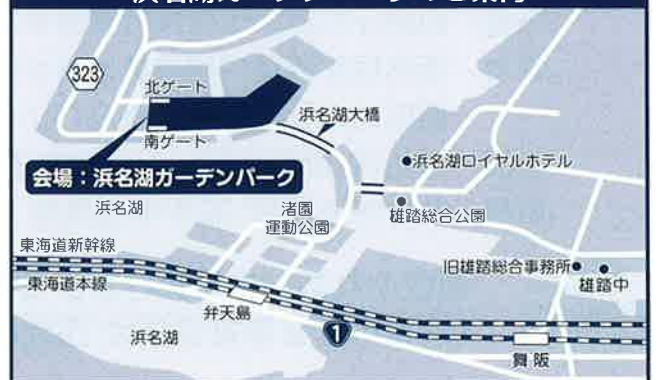 323
北ゲート
浜名湖大橋
南ゲート
浜名湖ロイヤルホテル
会場：浜名湖ガーデンパーク
浜名湖
渚園
運動公園
雄踏総合公園
東海道新幹線
旧雄踏総合事務所
雄踏中
東海道本線
弁天島
1
浜名湖
舞阪